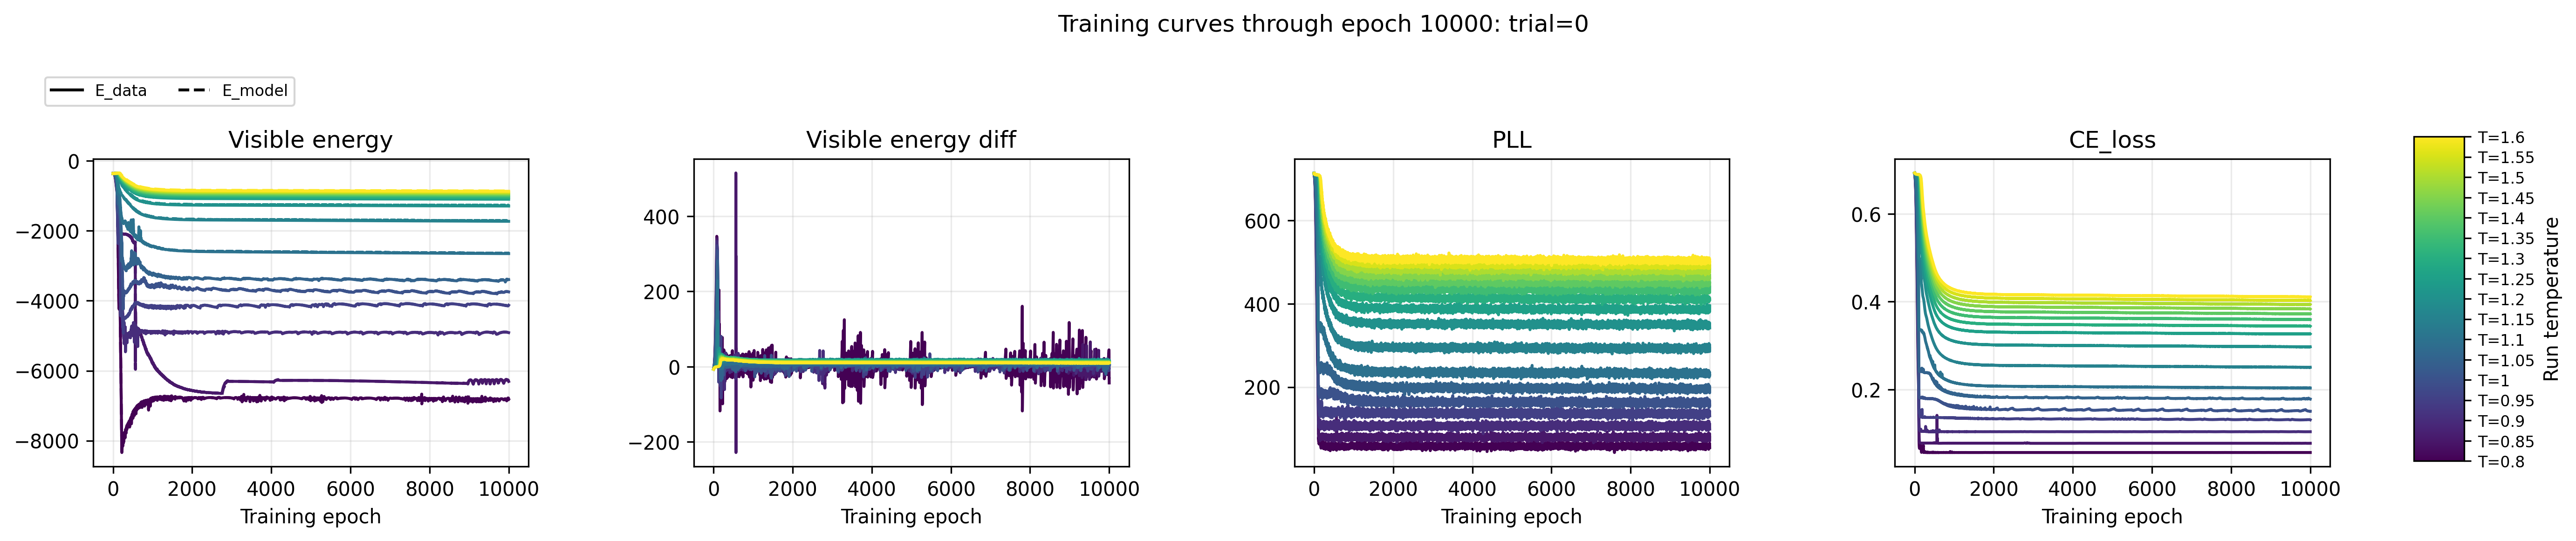 Training curves through epoch 10000: trial=0
E_data E_model
Visible energy
0
−2000
−4000
−6000
−8000
0 2000 4000 6000 8000 10000
Training epoch
Visible energy diff
400
200
0
−200
0 2000 4000 6000 8000 10000
Training epoch
PLL
600
400
200
0 2000 4000 6000 8000 10000
Training epoch
CE_loss
0.6
0.4
0.2
0 2000 4000 6000 8000 10000
Training epoch
T=1.6
T=1.55
T=1.5
T=1.45
T=1.4
T=1.35
T=1.3
T=1.25
T=1.2
T=1.15
T=1.1
T=1.05
T=1
T=0.95
T=0.9
T=0.85
T=0.8
Run temperature